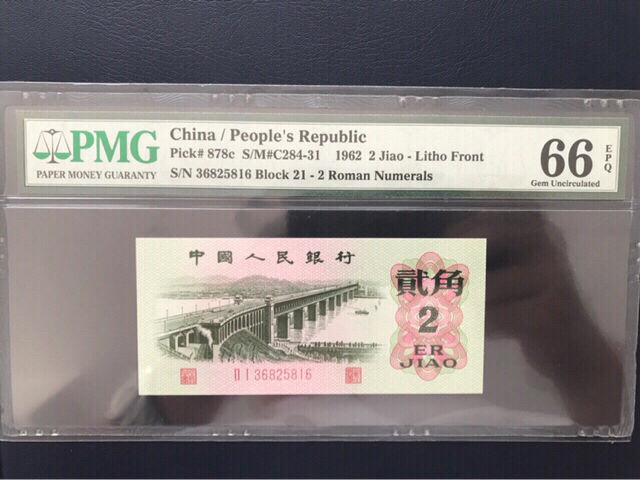 PMG
PAPER MONEY GUARANTY
China / People's Republic
Pick# 878c S/M#C284-31 1962 2 Jiao - Litho Front
S/N 36825816 Block 21 - 2 Roman Numerals
66 EPQ
Gem Uncirculated
中國人民銀行
貳角
2
ER
JIAO
II I 36825816